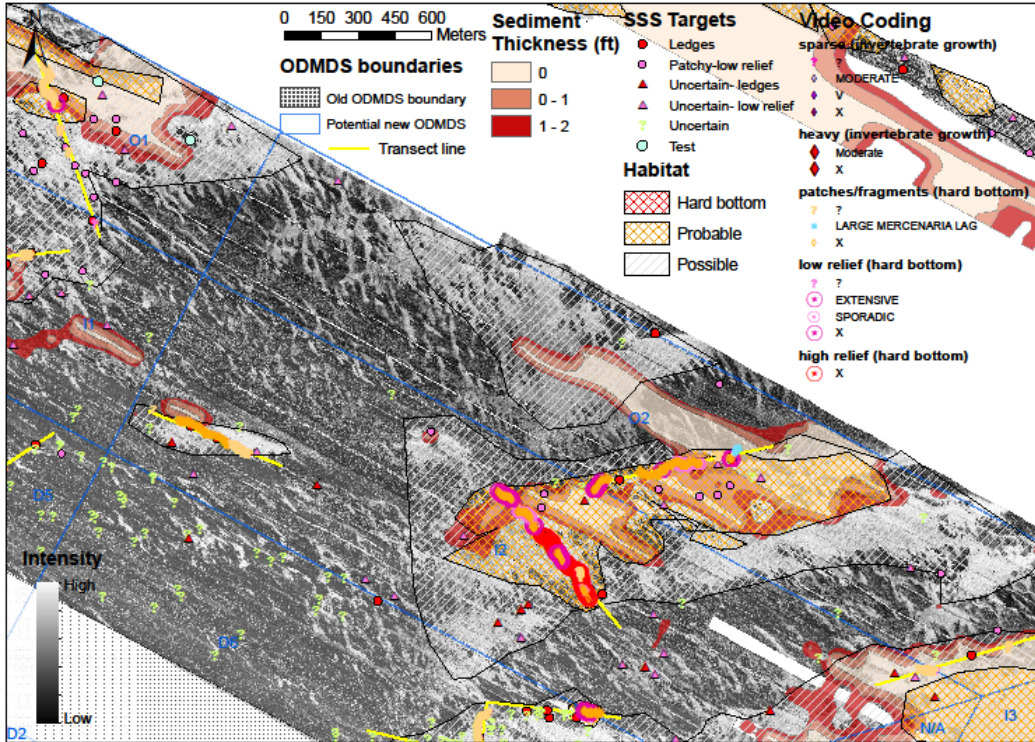 0 150 300 450 600
Meters
ODMDS boundaries
Old ODMDS boundary
Potential new ODMDS
Transect line
Sediment
Thickness (ft)
0
0 - 1
1 - 2
SSS Targets
Ledges
Patchy-low relief
Uncertain- ledges
Uncertain- low relief
? Uncertain
Test
Habitat
Hard bottom
Probable
Possible
Video Coding
sparse (invertebrate growth)
? ?
MODERATE
V
X
heavy (invertebrate growth)
Moderate
X
patches/fragments (hard bottom)
? ?
LARGE MERCENARIA LAG
X
low relief (hard bottom)
? ?
EXTENSIVE
SPORADIC
X
high relief (hard bottom)
X
N
O1
I1
O2
D5
I2
D6
I3
N/A
D2
Intensity
High
Low